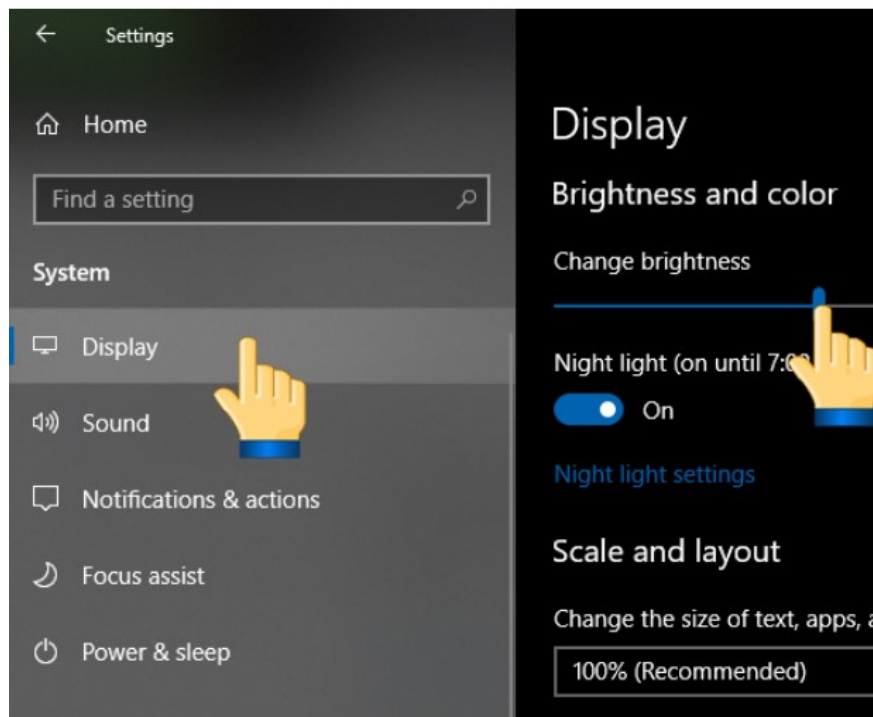 Settings
Home
Find a setting
System
Display
Sound
Notifications & actions
Focus assist
Power & sleep
Display
Brightness and color
Change brightness
Night light (on until
On
Night light settings
Scale and layout
Change the size of text, apps,
100% (Recommended)